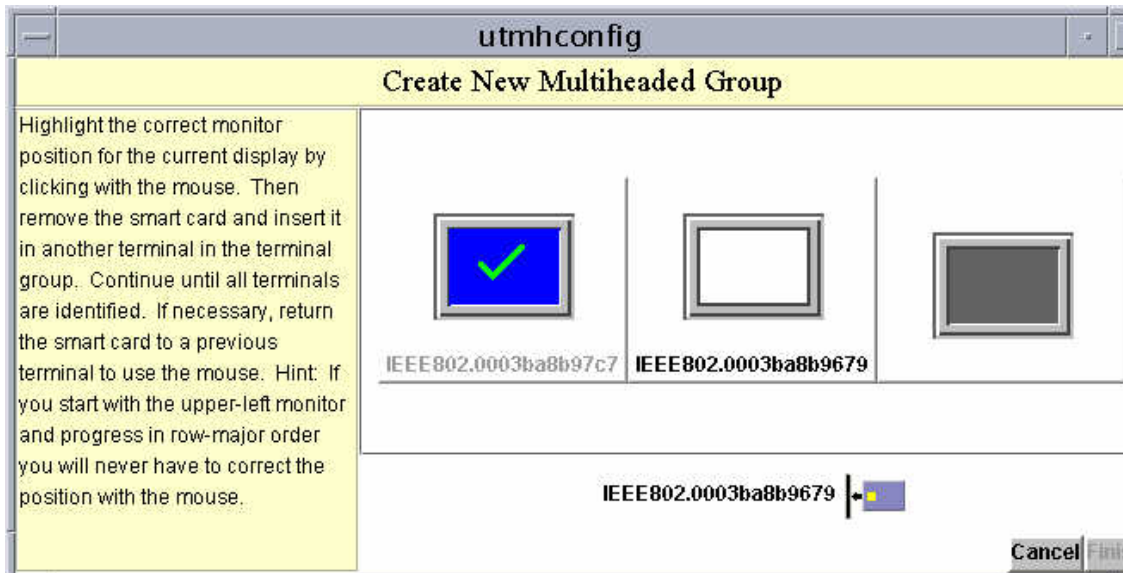 utmhconfig
Create New Multiheaded Group
Highlight the correct monitor
position for the current display by
clicking with the mouse. Then
remove the smart card and insert it
in another terminal in the terminal
group. Continue until all terminals
are identified. If necessary, return
the smart card to a previous
terminal to use the mouse. Hint: If
you start with the upper-left monitor
and progress in row-major order
you will never have to correct the
position with the mouse.
IEEE802.0003ba8b97c7 IEEE802.0003ba8b9679
IEEE802.0003ba8b9679
Cancel